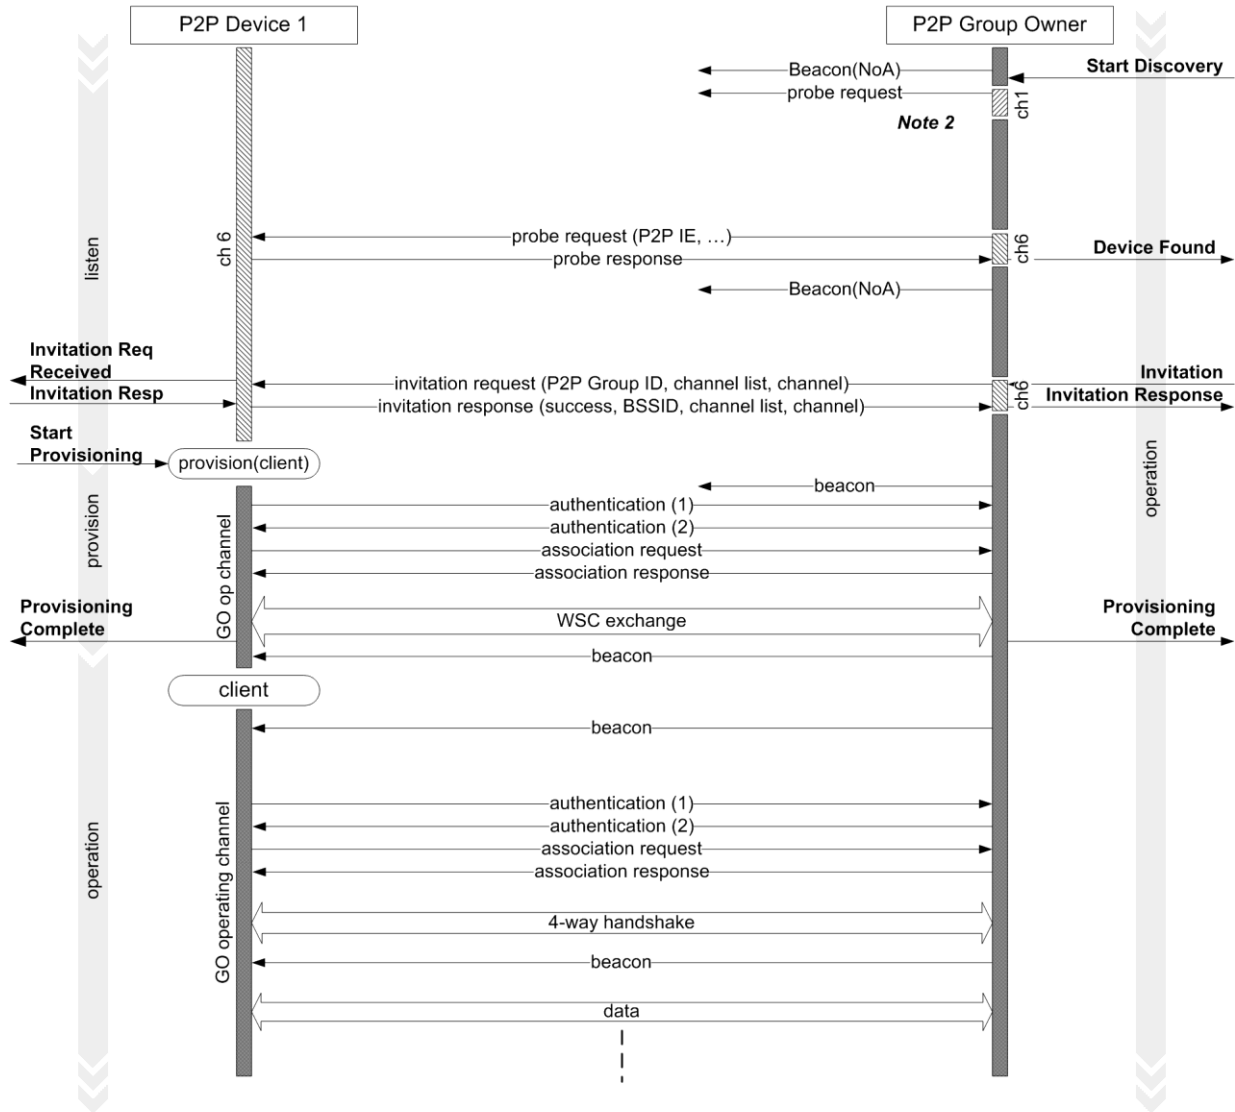 P2P Device 1
P2P Group Owner
Beacon(NoA)
Start Discovery
probe request
ch1
Note 2
probe request (P2P IE, …)
ch 6
ch6
listen
probe response
Device Found
Beacon(NoA)
Invitation Req
Received
invitation request (P2P Group ID, channel list, channel)
Invitation
ch6
Invitation Resp
invitation response (success, BSSID, channel list, channel)
Invitation Response
Start
Provisioning
provision(client)
operation
beacon
provision
GO op channel
authentication (1)
authentication (2)
association request
association response
Provisioning
Complete
WSC exchange
Provisioning
Complete
beacon
client
beacon
operation
GO operating channel
authentication (1)
authentication (2)
association request
association response
4-way handshake
beacon
data